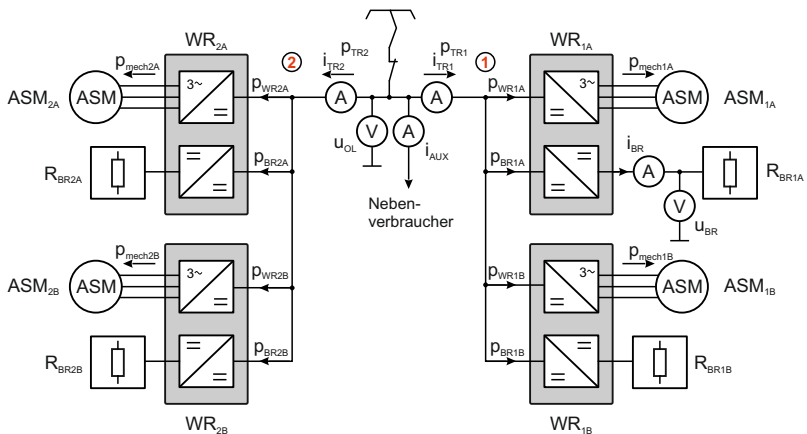 WR2A
2
pTR2
iTR2
pTR1
iTR1
1
WR1A
pmech2A
pmech1A
ASM2A
ASM
3~
pWR2A
A
A
pWR1A
3~
ASM
ASM1A
V
A
uOL
iAUX
iBR
RBR2A
pBR2A
pBR1A
A
RBR1A
Neben-
verbraucher
V
uBR
pmech2B
pmech1B
ASM2B
ASM
3~
pWR2B
pWR1B
3~
ASM
ASM1B
RBR2B
pBR2B
pBR1B
RBR1B
WR2B
WR1B